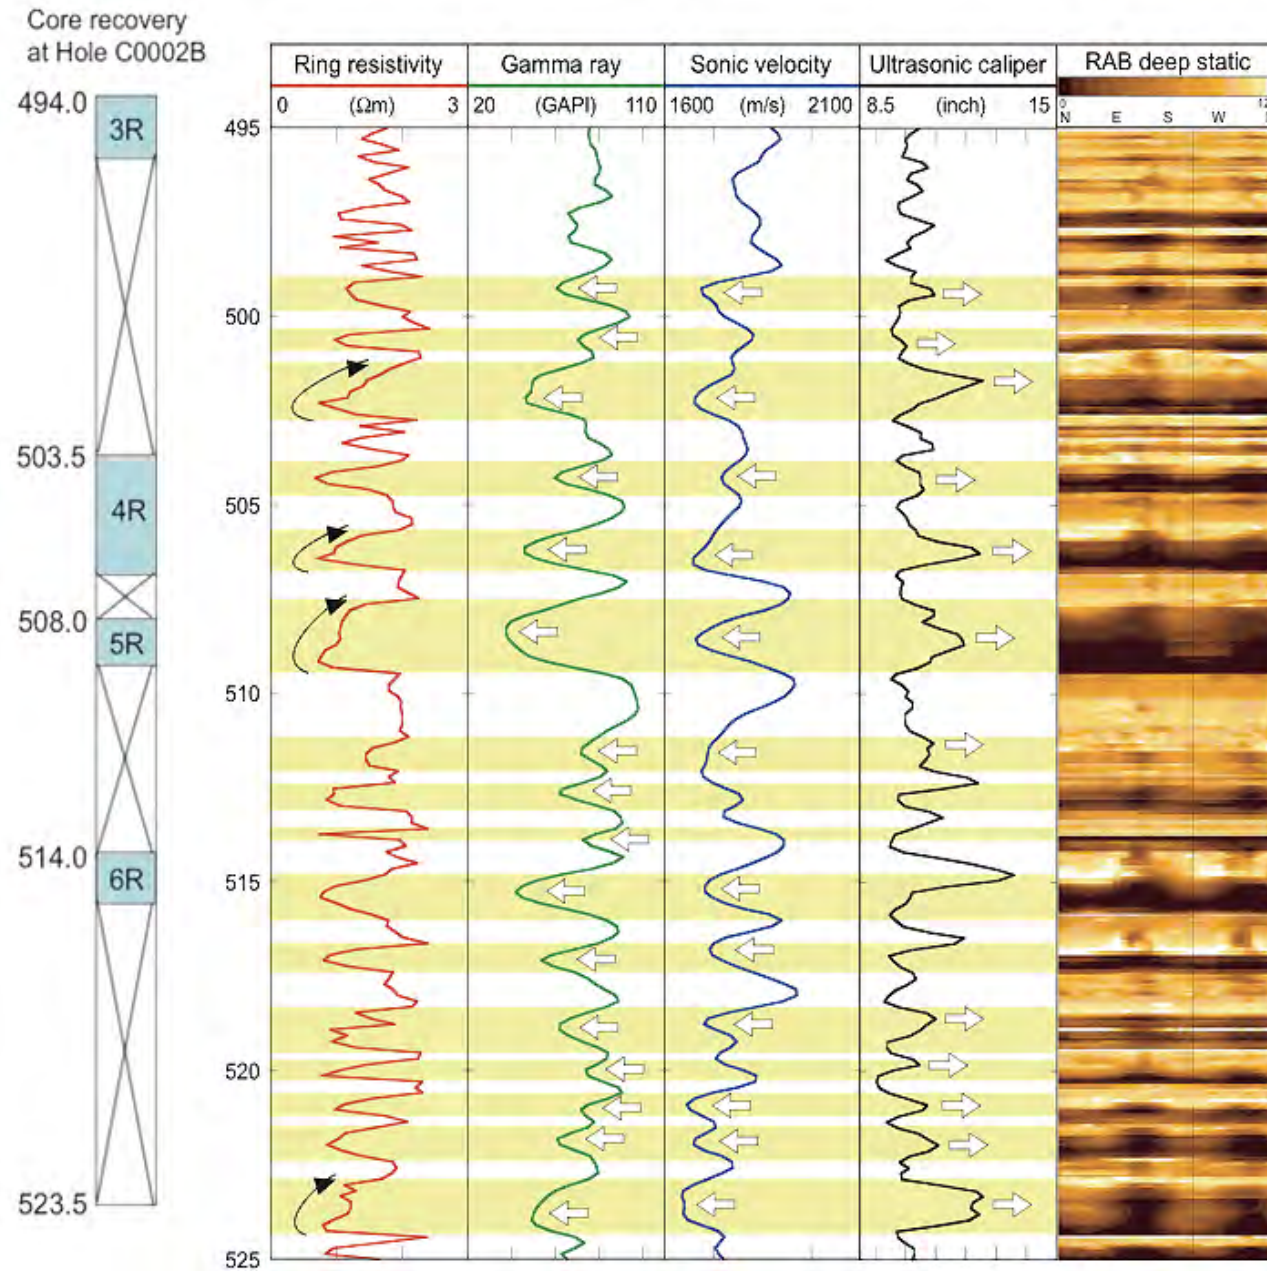 Core recovery
at Hole C0002B
Ring resistivity
Gamma ray
Sonic velocity
Ultrasonic caliper
RAB deep static
0 (Ωm) 3
20 (GAPI) 110
1600 (m/s) 2100
8.5 (inch) 15
0
N E S W
494.0
3R
495
500
503.5
4R
505
508.0
5R
510
514.0
6R
515
520
523.5
525